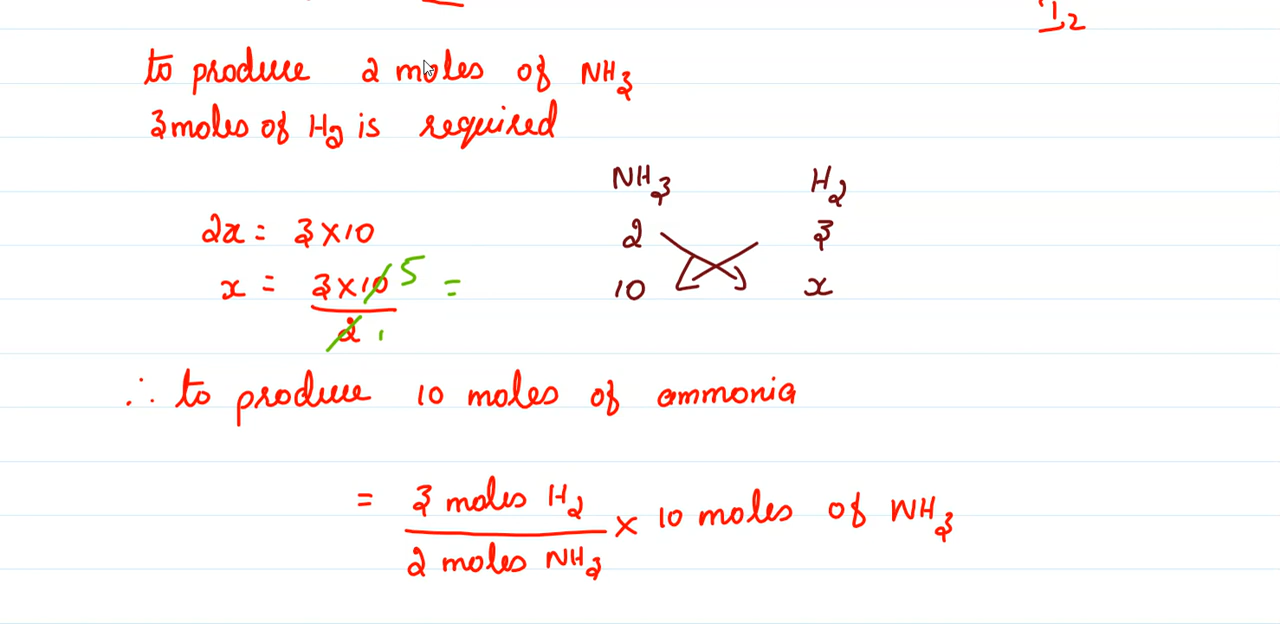 I2
to produce 2 moles of NH3
3 moles of H2 is required
NH3 H2
2x = 3 × 10 2 3
x = 3 × 10 5 = 10 x
2 1
∴ to produce 10 moles of ammonia
= 3 moles H2 × 10 moles of NH3
2 moles NH3